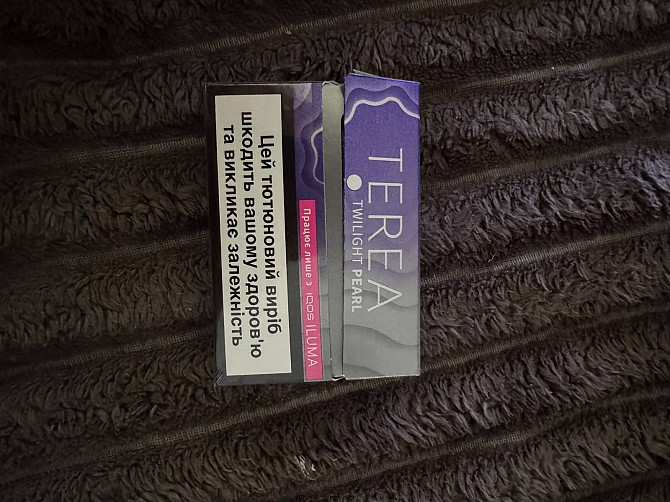 TEREA
TWILIGHT PEARL
Працює лише з IQOS ILUMA
Цей тютюновий виріб
шкодить вашому здоров'ю
та викликає залежність